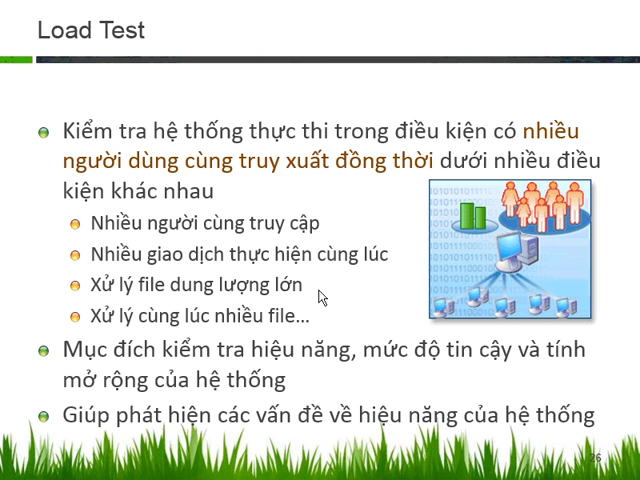 Load Test
Kiểm tra hệ thống thực thi trong điều kiện có nhiều
người dùng cùng truy xuất đồng thời dưới nhiều điều
kiện khác nhau
Nhiều người cùng truy cập
Nhiều giao dịch thực hiện cùng lúc
Xử lý file dung lượng lớn
Xử lý cùng lúc nhiều file...
Mục đích kiểm tra hiệu năng, mức độ tin cậy và tính
mở rộng của hệ thống
Giúp phát hiện các vấn đề về hiệu năng của hệ thống
26